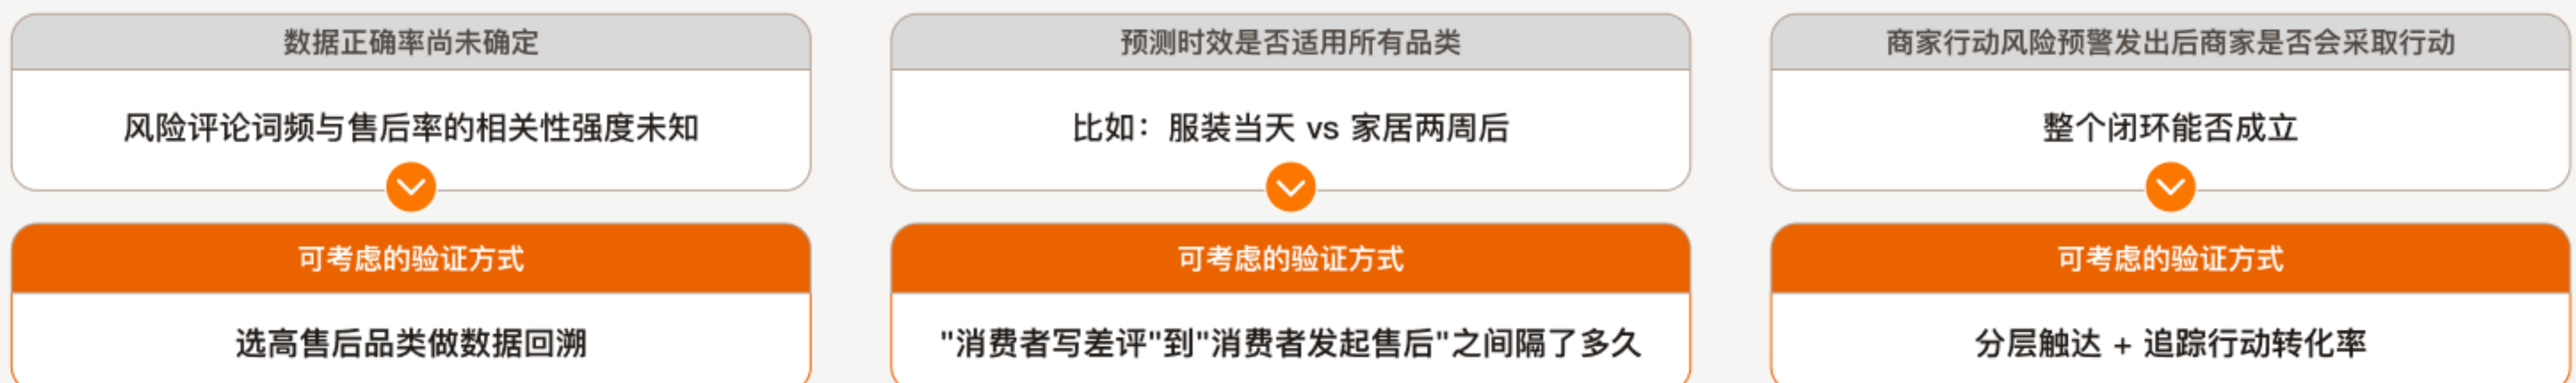 数据正确率尚未确定
风险评论词频与售后率的相关性强度未知
可考虑的验证方式
选高售后品类做数据回溯
预测时效是否适用所有品类
比如：服装当天 vs 家居两周后
可考虑的验证方式
"消费者写差评"到"消费者发起售后"之间隔了多久
商家行动风险预警发出后商家是否会采取行动
整个闭环能否成立
可考虑的验证方式
分层触达 + 追踪行动转化率